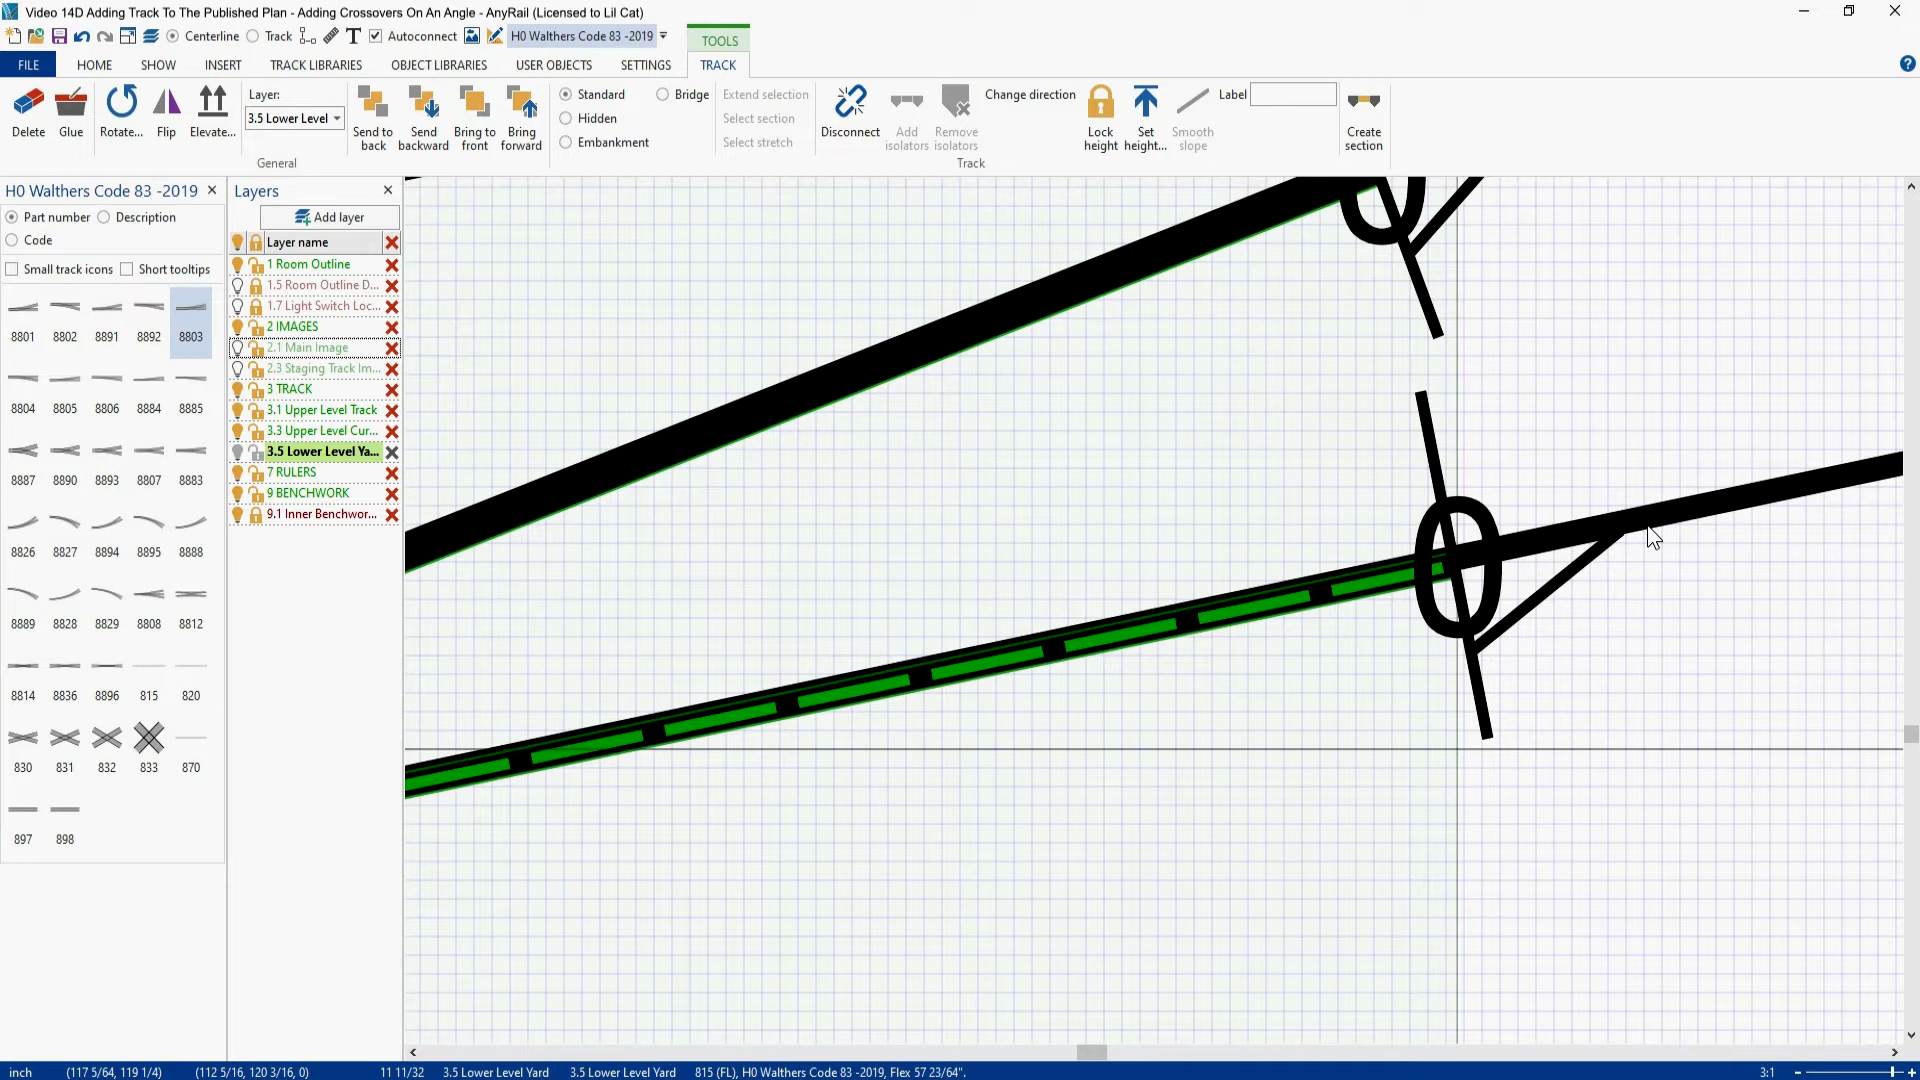 Video 14D Adding Track To The Published Plan - Adding Crossovers On An Angle - AnyRail (Licensed to Lil Cat)
Centerline Track T Autoconnect H0 Walthers Code 83 -2019 TOOLS
FILE HOME SHOW INSERT TRACK LIBRARIES OBJECT LIBRARIES USER OBJECTS SETTINGS TRACK
Delete Glue Rotate... Flip Elevate...
Layer:
3.5 Lower Level
General
Send to back
Send backward
Bring to front
Bring forward
Standard Bridge
Hidden
Embankment
Extend selection
Select section
Select stretch
Disconnect
Add isolators
Remove isolators
Change direction
Lock height
Set height...
Smooth slope
Label
Track
Create section
H0 Walthers Code 83 -2019
Part number Description
Code
Small track icons Short tooltips
8801 8802 8891 8892 8803
8804 8805 8806 8884 8885
8887 8890 8893 8807 8883
8826 8827 8894 8895 8888
8889 8828 8829 8808 8812
8814 8836 8896 815 820
830 831 832 833 870
897 898
Layers
Add layer
Layer name
1 Room Outline
1.5 Room Outline D...
1.7 Light Switch Loc...
2 IMAGES
2.1 Main Image
2.3 Staging Track Im...
3 TRACK
3.1 Upper Level Track
3.3 Upper Level Cur...
3.5 Lower Level Ya...
7 RULERS
9 BENCHWORK
9.1 Inner Benchwor...
0
0
inch (117 5/64, 119 1/4) (112 5/16, 120 3/16, 0) 11 11/32 3.5 Lower Level Yard 3.5 Lower Level Yard 815 (FL), H0 Walthers Code 83 -2019, Flex 57 23/64". 3:1